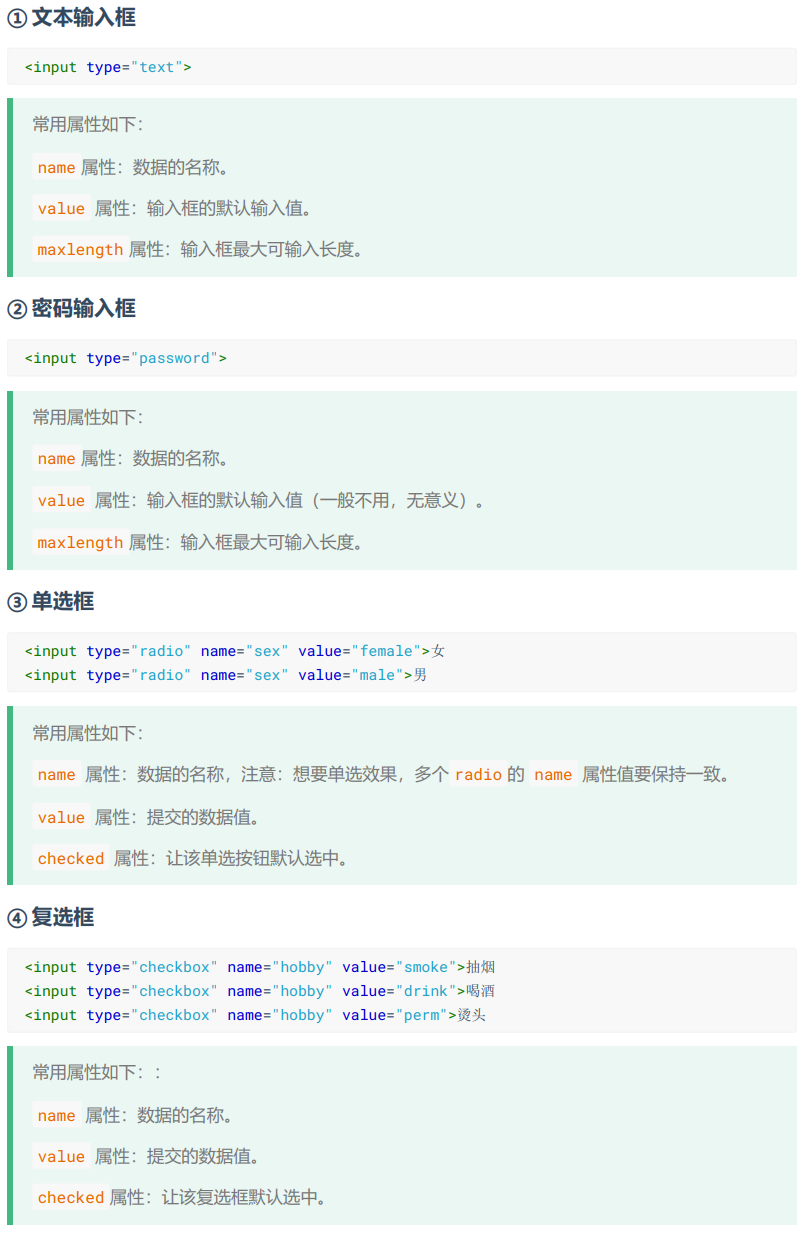 ① 文本输入框
<input type="text">
常用属性如下：
name 属性：数据的名称。
value 属性：输入框的默认输入值。
maxlength 属性：输入框最大可输入长度。
② 密码输入框
<input type="password">
常用属性如下：
name 属性：数据的名称。
value 属性：输入框的默认输入值（一般不用，无意义）。
maxlength 属性：输入框最大可输入长度。
③ 单选框
<input type="radio" name="sex" value="female">女
<input type="radio" name="sex" value="male">男
常用属性如下：
name 属性：数据的名称，注意：想要单选效果，多个 radio 的 name 属性值要保持一致。
value 属性：提交的数据值。
checked 属性：让该单选按钮默认选中。
④ 复选框
<input type="checkbox" name="hobby" value="smoke">抽烟
<input type="checkbox" name="hobby" value="drink">喝酒
<input type="checkbox" name="hobby" value="perm">烫头
常用属性如下：:
name 属性：数据的名称。
value 属性：提交的数据值。
checked 属性：让该复选框默认选中。